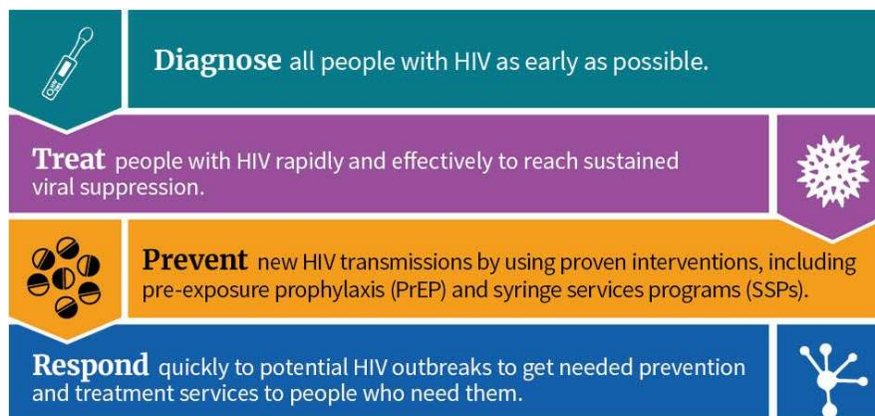 Diagnose all people with HIV as early as possible.
Treat people with HIV rapidly and effectively to reach sustained
viral suppression.
Prevent new HIV transmissions by using proven interventions, including
pre-exposure prophylaxis (PrEP) and syringe services programs (SSPs).
Respond quickly to potential HIV outbreaks to get needed prevention
and treatment services to people who need them.